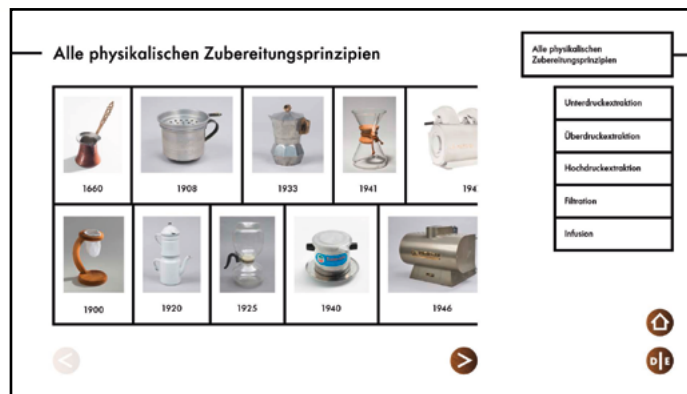 Alle physikalischen Zubereitungsprinzipien
Alle physikalischen
Zubereitungsprinzipien
1660
1908
1933
1941
1900
1920
1925
1940
1946
Unterdruckextraktion
Überdruckextraktion
Hochdruckextraktion
Filtration
Infusion
< >
D|E